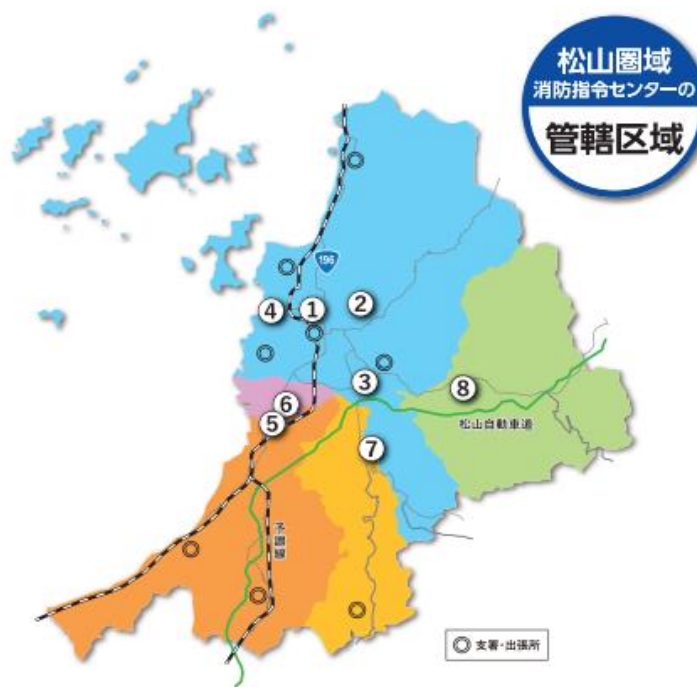 松山圏域
消防指令センターの
管轄区域
196
④
①
②
③
⑧
⑥
⑤
松山自動車道
⑦
予讃線
◎ 支署・出張所